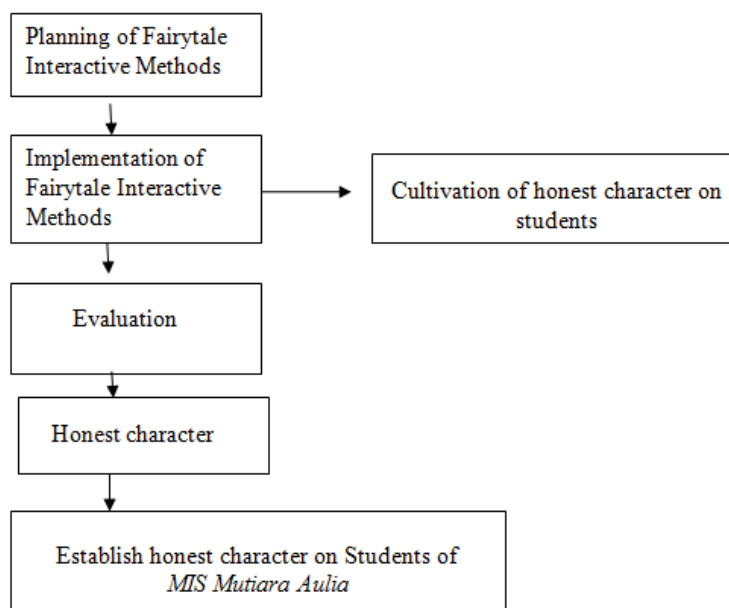 Planning of Fairytale
Interactive Methods
Implementation of
Fairytale Interactive
Methods
Cultivation of honest character on
students
Evaluation
Honest character
Establish honest character on Students of
MIS Mutiara Aulia